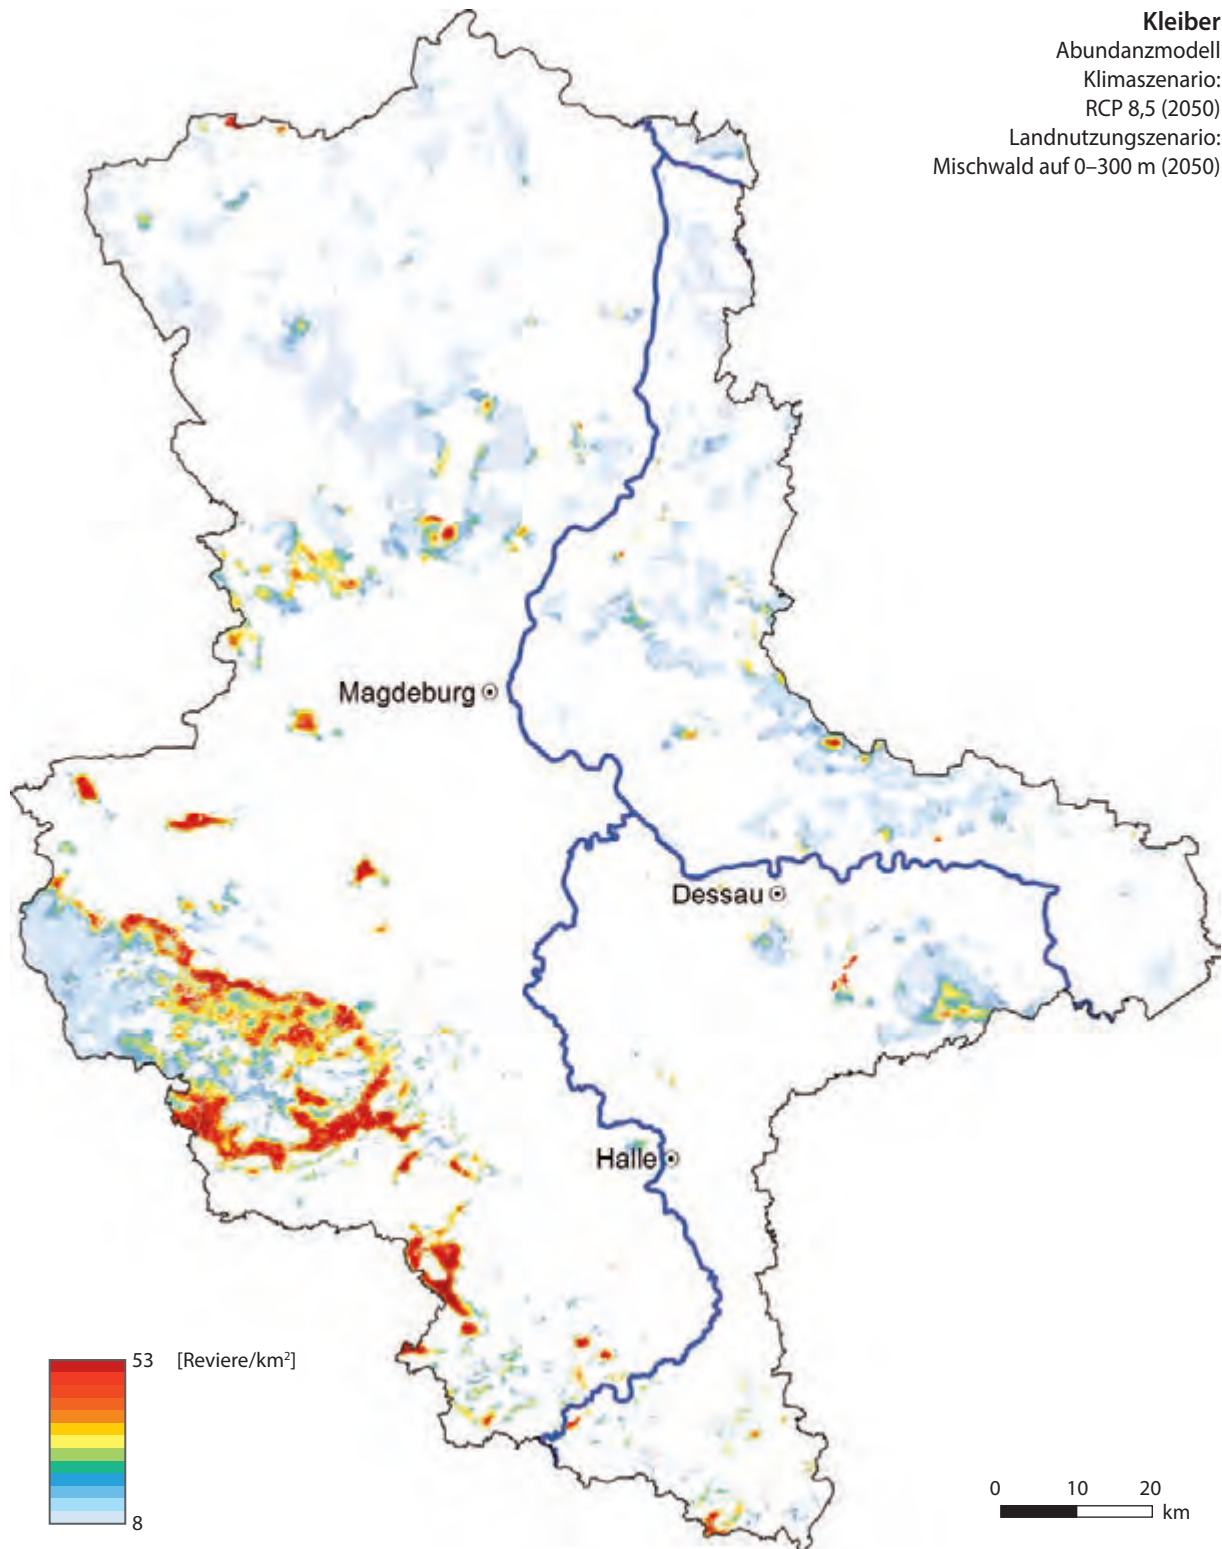 Kleiber
Abundanzmodell
Klimaszenario:
RCP 8,5 (2050)
Landnutzungszenario:
Mischwald auf 0–300 m (2050)
Magdeburg
Dessau
Halle
53 [Reviere/km²]
8
0 10 20
km